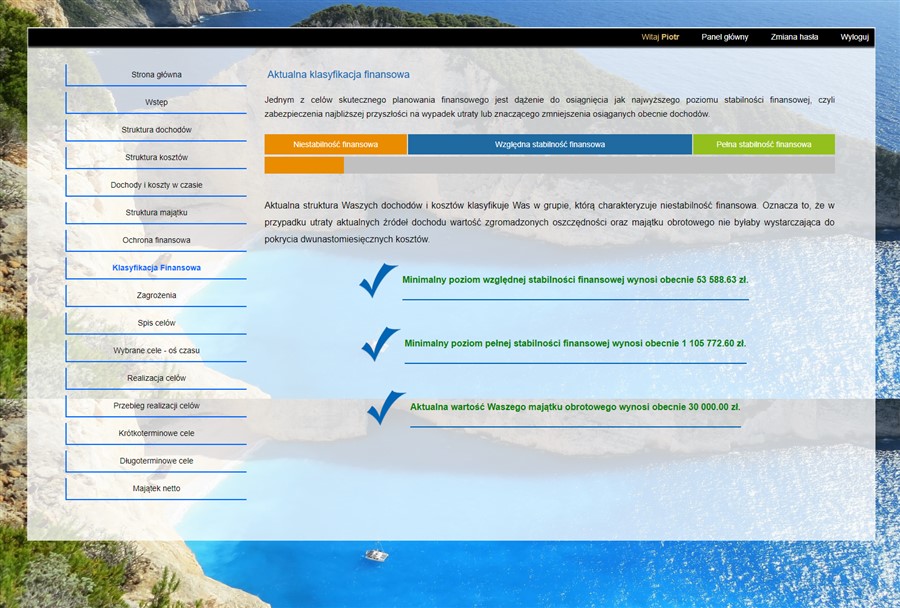 Witaj Piotr Panel główny Zmiana hasła Wyloguj
Strona główna
Wstęp
Struktura dochodów
Struktura kosztów
Dochody i koszty w czasie
Struktura majątku
Ochrona finansowa
Klasyfikacja Finansowa
Zagrożenia
Spis celów
Wybrane cele - oś czasu
Realizacja celów
Przebieg realizacji celów
Krótkoterminowe cele
Długoterminowe cele
Majątek netto
Aktualna klasyfikacja finansowa
Jednym z celów skutecznego planowania finansowego jest dążenie do osiągnięcia jak najwyższego poziomu stabilności finansowej, czyli
zabezpieczenia najbliższej przyszłości na wypadek utraty lub znaczącego zmniejszenia osiąganych obecnie dochodów.
Niestabilność finansowa Względna stabilność finansowa Pełna stabilność finansowa
Aktualna struktura Waszych dochodów i kosztów klasyfikuje Was w grupie, którą charakteryzuje niestabilność finansowa. Oznacza to, że w
przypadku utraty aktualnych źródeł dochodu wartość zgromadzonych oszczędności oraz majątku obrotowego nie byłaby wystarczająca do
pokrycia dwunastomiesięcznych kosztów.
Minimalny poziom względnej stabilności finansowej wynosi obecnie 53 588.63 zł.
Minimalny poziom pełnej stabilności finansowej wynosi obecnie 1 105 772.60 zł.
Aktualna wartość Waszego majątku obrotowego wynosi obecnie 30 000.00 zł.